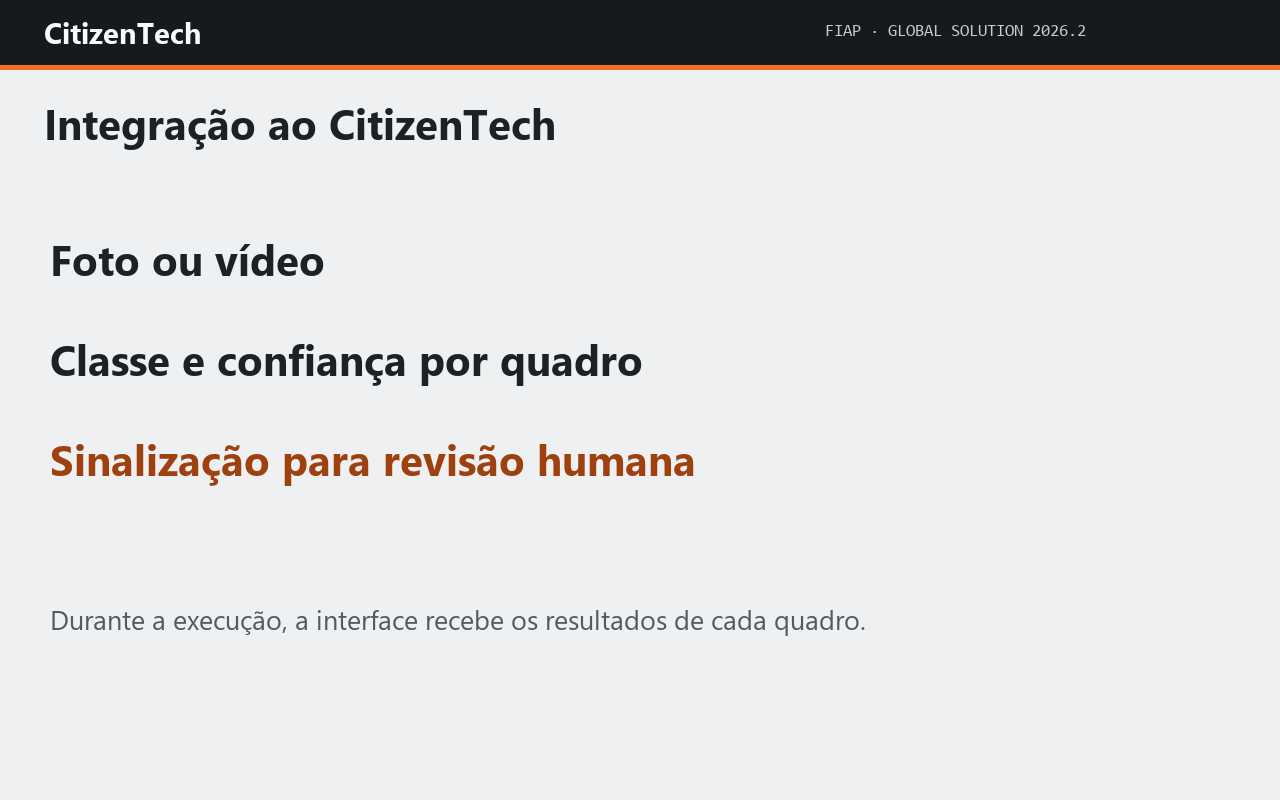 CitizenTech
FIAP · GLOBAL SOLUTION 2026.2
Integração ao CitizenTech
Foto ou vídeo
Classe e confiança por quadro
Sinalização para revisão humana
Durante a execução, a interface recebe os resultados de cada quadro.